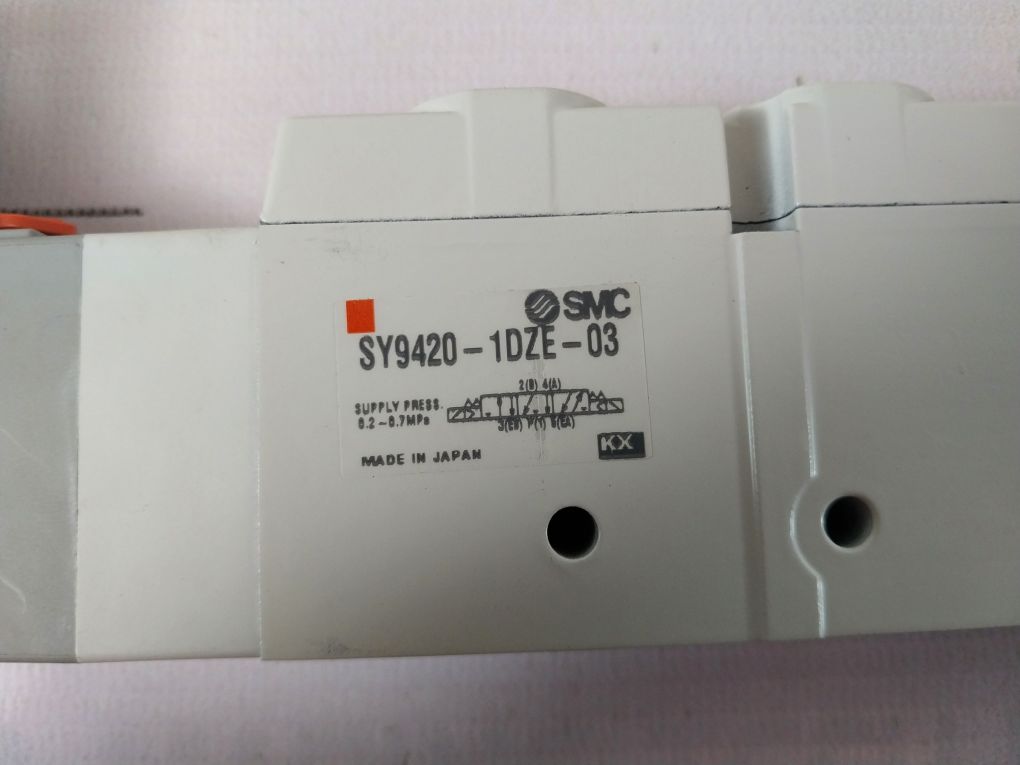 SMC
SY9420-1DZE-03
2(B) 4(A)
SUPPLY PRESS.
0.2~0.7MPa
3(EB) P(1) 5(EA)
KX
MADE IN JAPAN